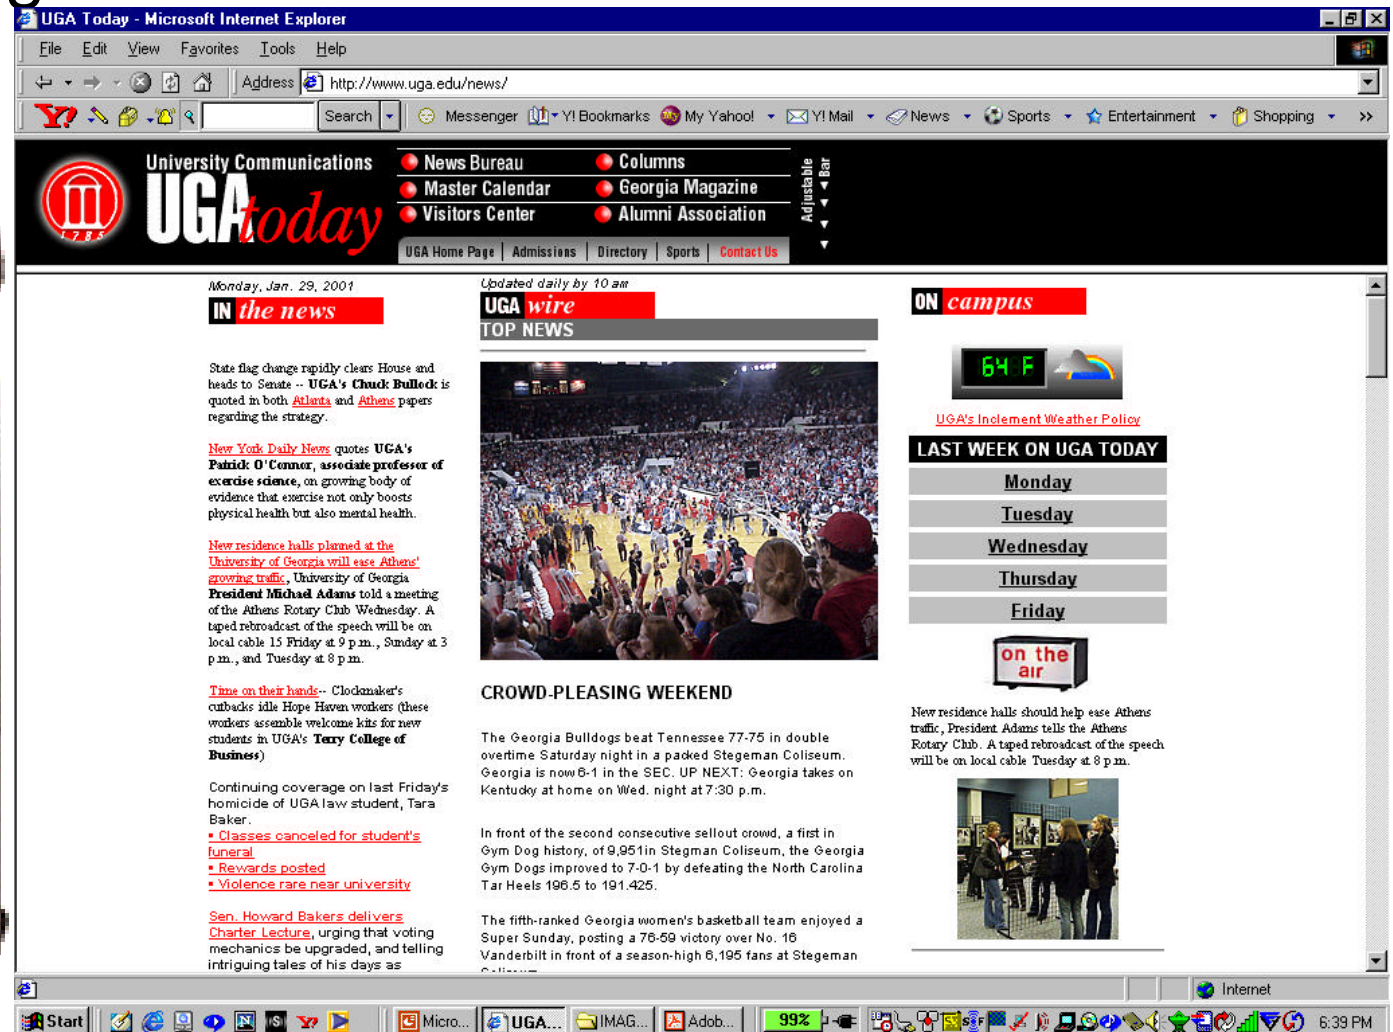 UGA Today - Microsoft Internet Explorer
File Edit View Favorites Tools Help
Address http://www.uga.edu/news/
Y! Search Messenger Y! Bookmarks My Yahoo! Y! Mail News Sports Entertainment Shopping >>
University Communications
UGA today
1785
News Bureau
Columns
Master Calendar
Georgia Magazine
Visitors Center
Alumni Association
Adjustable
Bar
UGA Home Page | Admissions | Directory | Sports | Contact Us
Monday, Jan. 29, 2001
IN the news
State flag change rapidly clears House and
heads to Senate -- UGA's Chuck Bullock is
quoted in both Atlanta and Athens papers
regarding the strategy.
New York Daily News quotes UGA's
Patrick O'Connor, associate professor of
exercise science, on growing body of
evidence that exercise not only boosts
physical health but also mental health.
New residence halls planned at the
University of Georgia will ease Athens'
growing traffic, University of Georgia
President Michael Adams told a meeting
of the Athens Rotary Club Wednesday. A
taped rebroadcast of the speech will be on
local cable 15 Friday at 9 p.m., Sunday at 3
p.m., and Tuesday at 8 p.m.
Time on their hands-- Clockmaker's
cutbacks idle Hope Haven workers (these
workers assemble welcome kits for new
students in UGA's Terry College of
Business)
Continuing coverage on last Friday's
homicide of UGA law student, Tara
Baker.
▪ Classes canceled for student's
funeral
▪ Rewards posted
▪ Violence rare near university
Sen. Howard Bakers delivers
Charter Lecture, urging that voting
mechanics be upgraded, and telling
intriguing tales of his days as
Updated daily by 10 am
UGA wire
TOP NEWS
CROWD-PLEASING WEEKEND
The Georgia Bulldogs beat Tennessee 77-75 in double
overtime Saturday night in a packed Stegeman Coliseum.
Georgia is now 6-1 in the SEC. UP NEXT: Georgia takes on
Kentucky at home on Wed. night at 7:30 p.m.
In front of the second consecutive sellout crowd, a first in
Gym Dog history, of 9,951in Stegman Coliseum, the Georgia
Gym Dogs improved to 7-0-1 by defeating the North Carolina
Tar Heels 196.5 to 191.425.
The fifth-ranked Georgia women's basketball team enjoyed a
Super Sunday, posting a 76-59 victory over No. 16
Vanderbilt in front of a season-high 6,195 fans at Stegeman
ON campus
64 F
UGA's Inclement Weather Policy
LAST WEEK ON UGA TODAY
Monday
Tuesday
Wednesday
Thursday
Friday
on the
air
New residence halls should help ease Athens
traffic, President Adams tells the Athens
Rotary Club. A taped rebroadcast of the speech
will be on local cable Tuesday at 8 p.m.
Internet
Start Micro... UGA... IMAG... Adob... 99% 6:39 PM